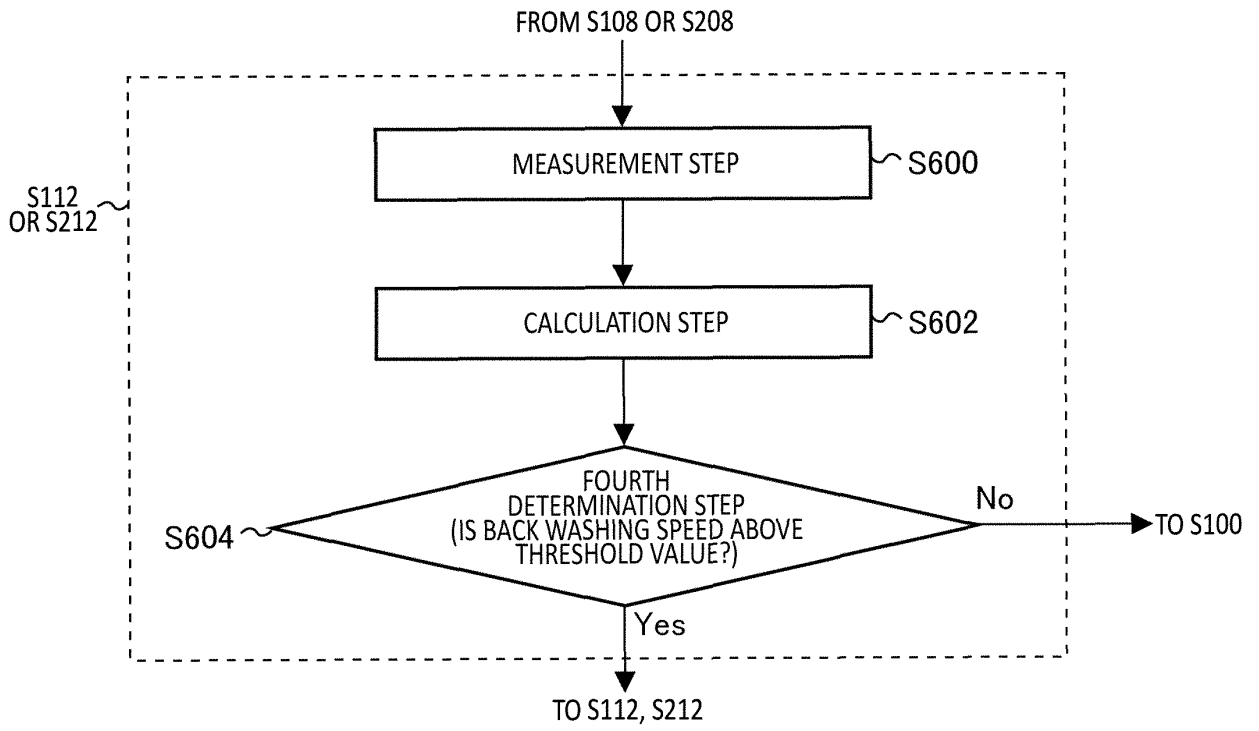 FROM S108 OR S208
MEASUREMENT STEP
S600
S112
OR S212
CALCULATION STEP
S602
FOURTH
DETERMINATION STEP
(IS BACK WASHING SPEED ABOVE
THRESHOLD VALUE?)
S604
No
TO S100
Yes
TO S112, S212